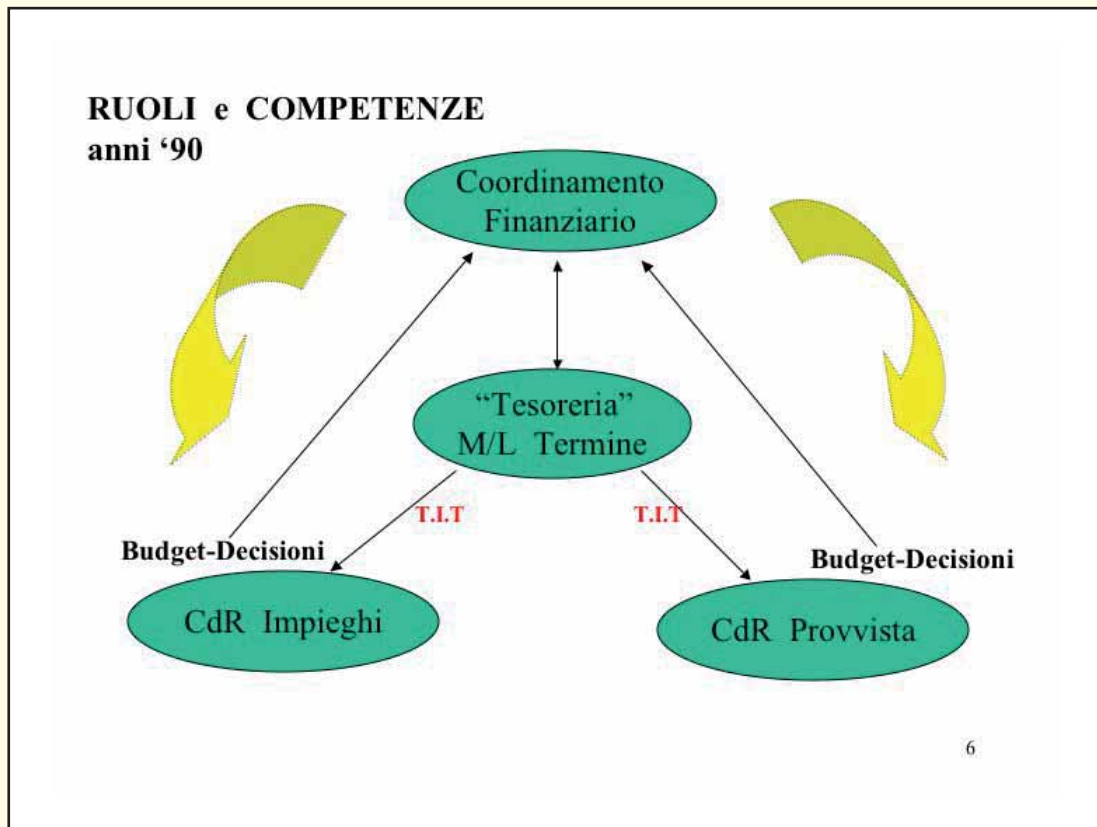 RUOLI e COMPETENZE
anni ‘90
Coordinamento
Finanziario
“Tesoreria”
M/L Termine
T.I.T
T.I.T
Budget-Decisioni
Budget-Decisioni
CdR Impieghi
CdR Provvista
6